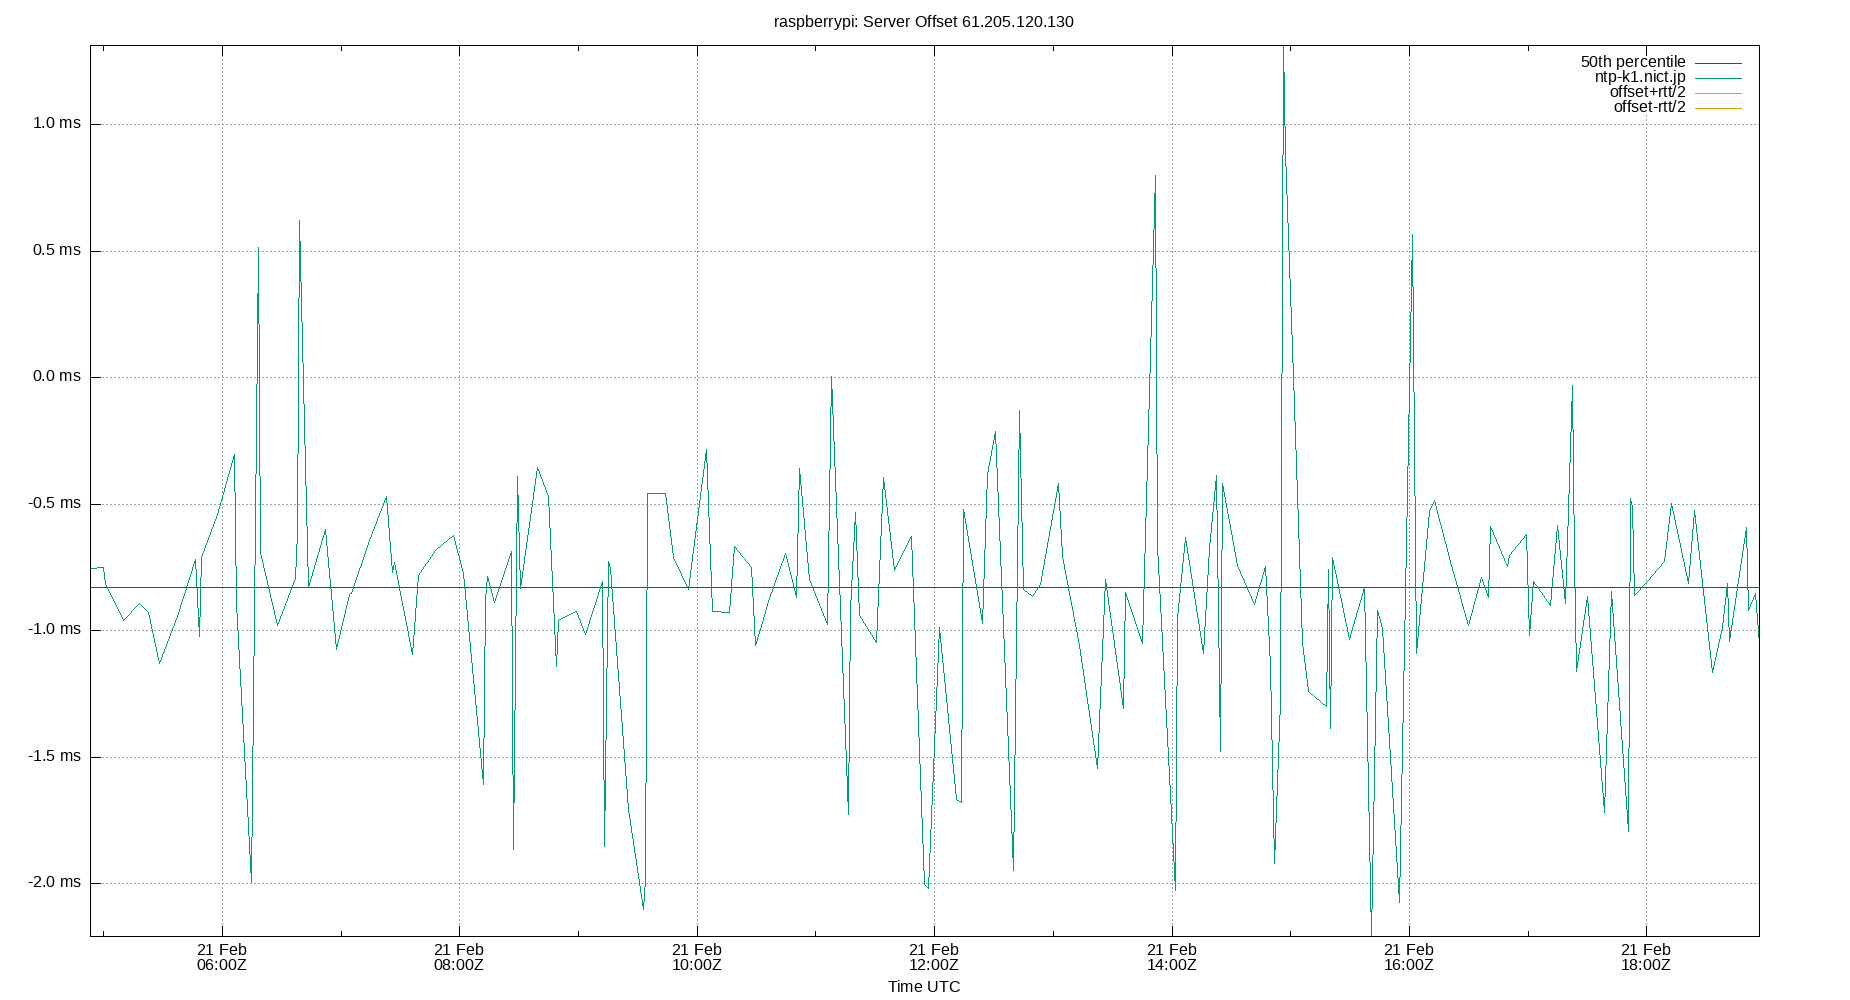 raspberrypi: Server Offset 61.205.120.130
50th percentile
ntp-k1.nict.jp
offset+rtt/2
offset-rtt/2
1.0 ms
0.5 ms
0.0 ms
-0.5 ms
-1.0 ms
-1.5 ms
-2.0 ms
21 Feb 21 Feb 21 Feb 21 Feb 21 Feb 21 Feb 21 Feb
06:00Z 08:00Z 10:00Z 12:00Z 14:00Z 16:00Z 18:00Z
Time UTC